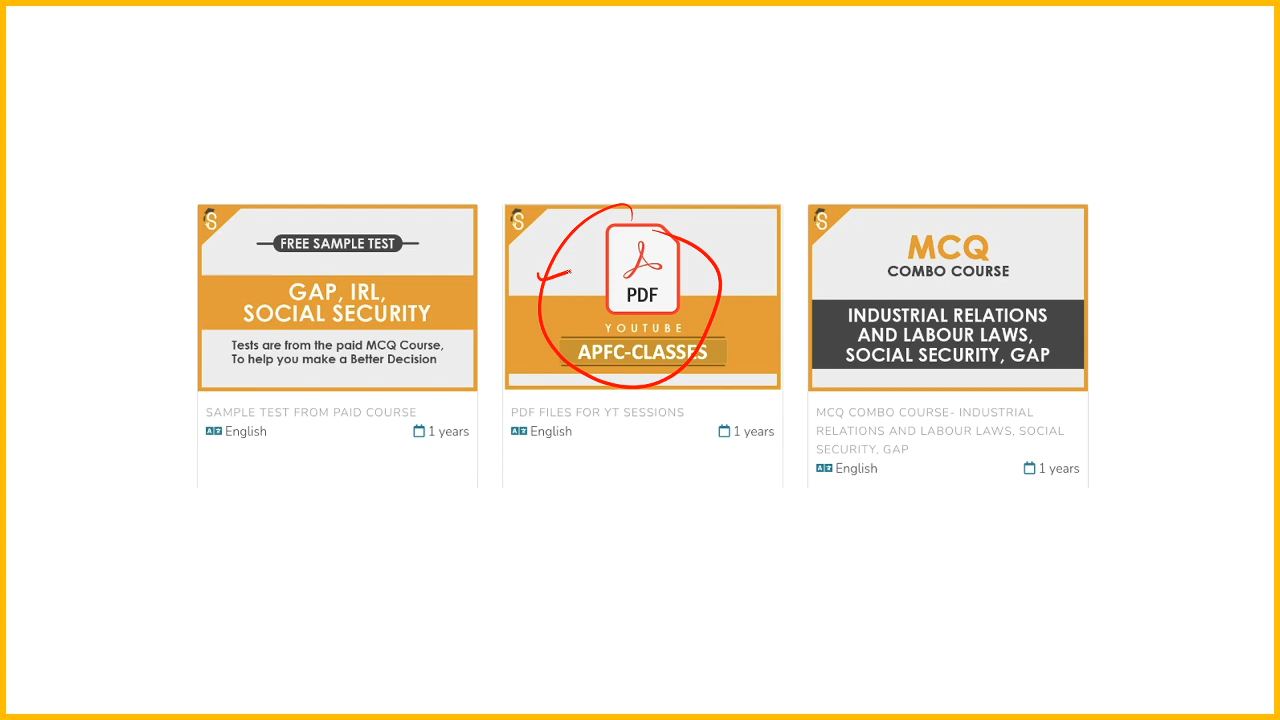 FREE SAMPLE TEST
GAP, IRL,
SOCIAL SECURITY
Tests are from the paid MCQ Course,
To help you make a Better Decision
SAMPLE TEST FROM PAID COURSE
English
1 years
PDF
YOUTUBE
APFC-CLASSES
PDF FILES FOR YT SESSIONS
English
1 years
MCQ
COMBO COURSE
INDUSTRIAL RELATIONS
AND LABOUR LAWS,
SOCIAL SECURITY, GAP
MCQ COMBO COURSE- INDUSTRIAL
RELATIONS AND LABOUR LAWS, SOCIAL
SECURITY, GAP
English
1 years